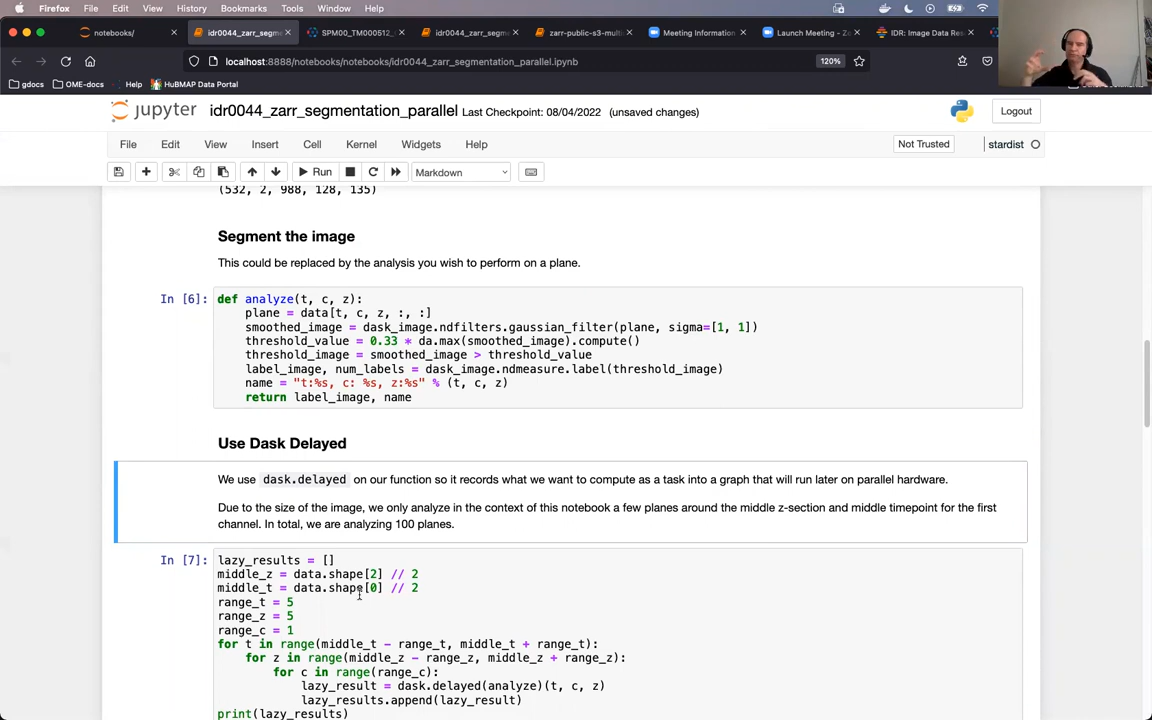 Firefox File Edit View History Bookmarks Tools Window Help
notebooks/ idr0044_zarr_segm SPM00_TM000512_ idr0044_zarr_segm zarr-public-s3-mult Meeting Information Launch Meeting - Zo IDR: Image Data Res
localhost:8888/notebooks/notebooks/idr0044_zarr_segmentation_parallel.ipynb 120%
gdocs OME-docs Help HuBMAP Data Portal
jupyter idr0044_zarr_segmentation_parallel Last Checkpoint: 08/04/2022 (unsaved changes) Logout
File Edit View Insert Cell Kernel Widgets Help Not Trusted stardist
Run Markdown
(532, 2, 988, 128, 135)
Segment the image
This could be replaced by the analysis you wish to perform on a plane.
In [6]: def analyze(t, c, z):
plane = data[t, c, z, :, :]
smoothed_image = dask_image.ndfilters.gaussian_filter(plane, sigma=[1, 1])
threshold_value = 0.33 * da.max(smoothed_image).compute()
threshold_image = smoothed_image > threshold_value
label_image, num_labels = dask_image.ndmeasure.label(threshold_image)
name = "t:%s, c: %s, z:%s" % (t, c, z)
return label_image, name
Use Dask Delayed
We use dask.delayed on our function so it records what we want to compute as a task into a graph that will run later on parallel hardware.
Due to the size of the image, we only analyze in the context of this notebook a few planes around the middle z-section and middle timepoint for the first
channel. In total, we are analyzing 100 planes.
In [7]: lazy_results = []
middle_z = data.shape[2] // 2
middle_t = data.shape[0] // 2
range_t = 5
range_z = 5
range_c = 1
for t in range(middle_t - range_t, middle_t + range_t):
for z in range(middle_z - range_z, middle_z + range_z):
for c in range(range_c):
lazy_result = dask.delayed(analyze)(t, c, z)
lazy_results.append(lazy_result)
print(lazy_results)